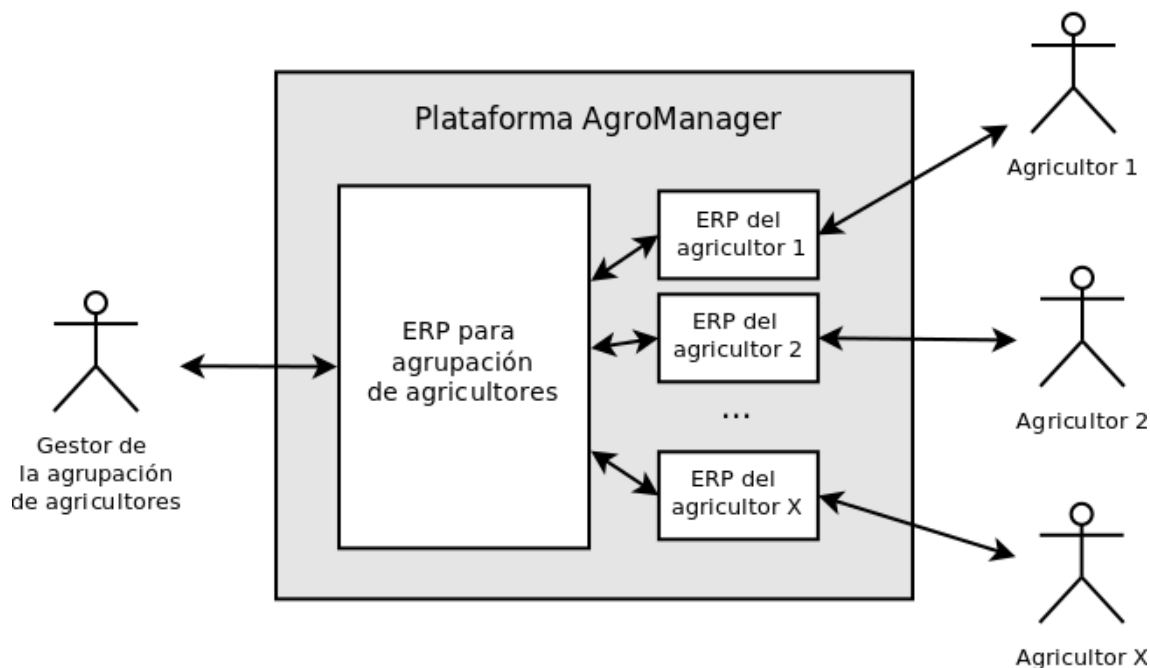 Plataforma AgroManager
Agricultor 1
ERP del
agricultor 1
ERP para
agrupación
de agricultores
ERP del
agricultor 2
...
Agricultor 2
Gestor de
la agrupación
de agricultores
ERP del
agricultor X
Agricultor X